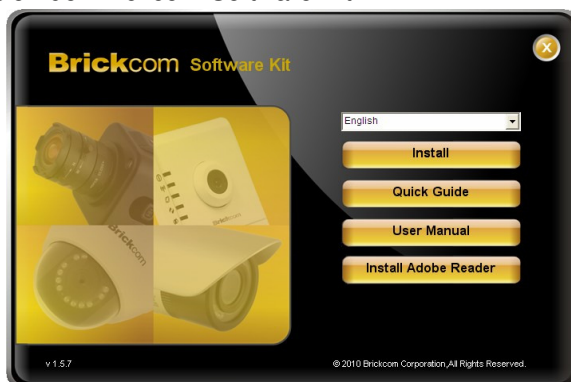 Brickcom Software Kit
X
English
Install
Quick Guide
User Manual
Install Adobe Reader
v 1.5.7
© 2010 Brickcom Corporation,All Rights Reserved.
Brickcom